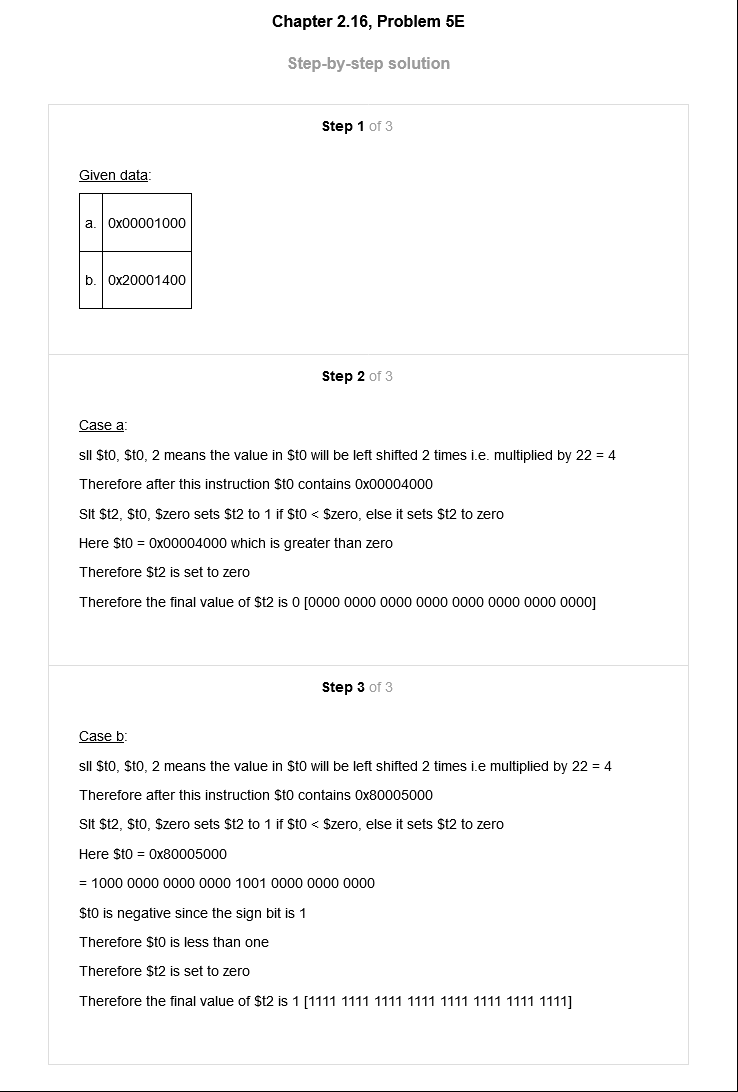 Chapter 2.16, Problem 5E
Step-by-step solution
Step 1 of 3
Given data:
a. 0x00001000
b. 0x20001400
Step 2 of 3
Case a:
sll $t0, $t0, 2 means the value in $t0 will be left shifted 2 times i.e. multiplied by 22 = 4
Therefore after this instruction $t0 contains 0x00004000
Slt $t2, $t0, $zero sets $t2 to 1 if $t0 < $zero, else it sets $t2 to zero
Here $t0 = 0x00004000 which is greater than zero
Therefore $t2 is set to zero
Therefore the final value of $t2 is 0 [0000 0000 0000 0000 0000 0000 0000 0000]
Step 3 of 3
Case b:
sll $t0, $t0, 2 means the value in $t0 will be left shifted 2 times i.e multiplied by 22 = 4
Therefore after this instruction $t0 contains 0x80005000
Slt $t2, $t0, $zero sets $t2 to 1 if $t0 < $zero, else it sets $t2 to zero
Here $t0 = 0x80005000
= 1000 0000 0000 0000 1001 0000 0000 0000
$t0 is negative since the sign bit is 1
Therefore $t0 is less than one
Therefore $t2 is set to zero
Therefore the final value of $t2 is 1 [1111 1111 1111 1111 1111 1111 1111 1111]